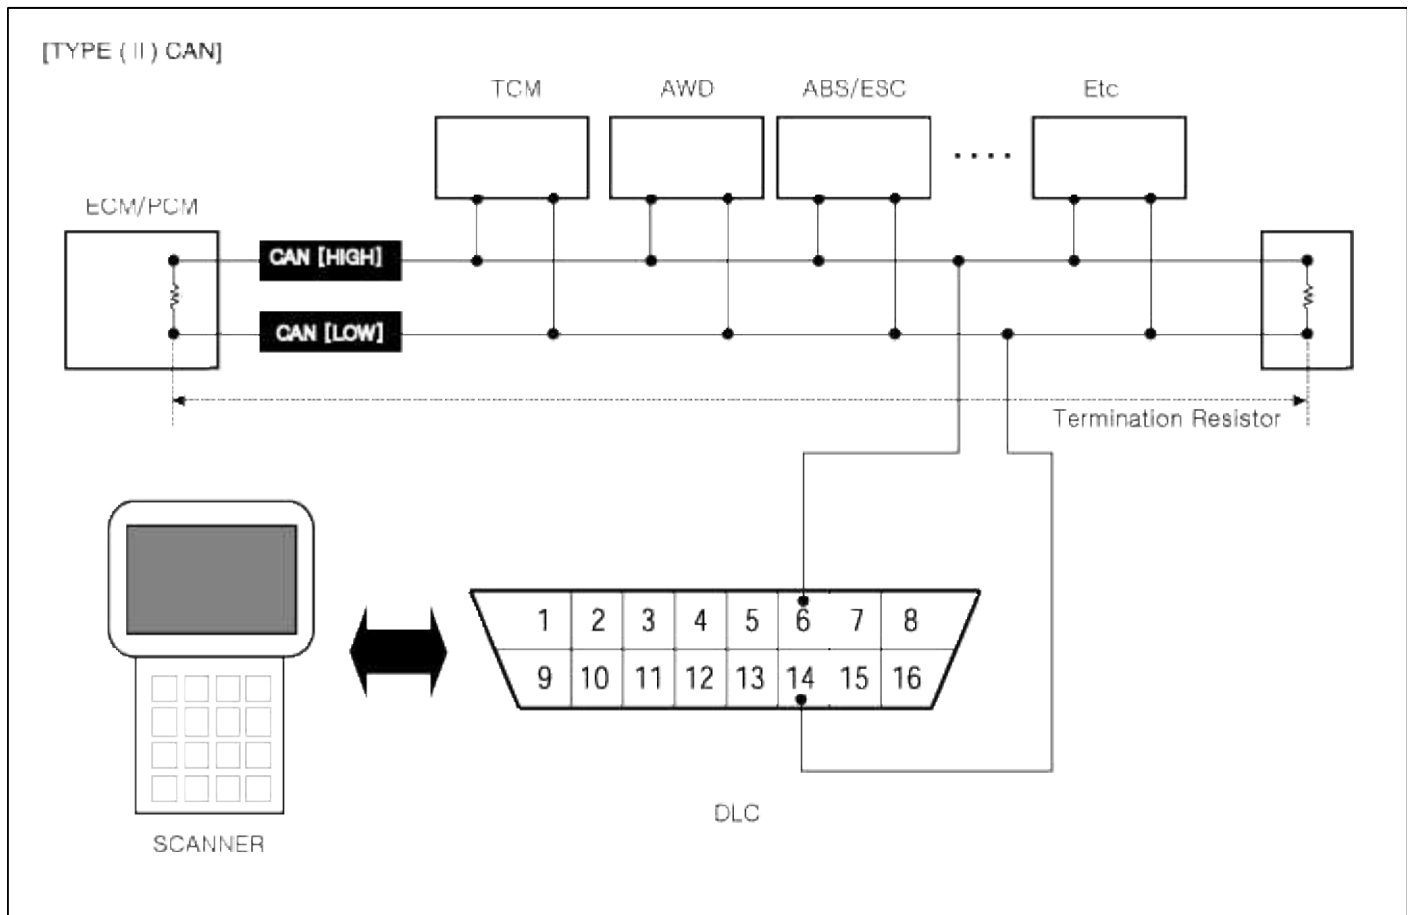 [TYPE ( II ) CAN]
TCM AWD ABS/ESC Etc
ECM/PCM
CAN [HIGH]
CAN [LOW]
Termination Resistor
1 2 3 4 5 6 7 8
9 10 11 12 13 14 15 16
DLC
SCANNER